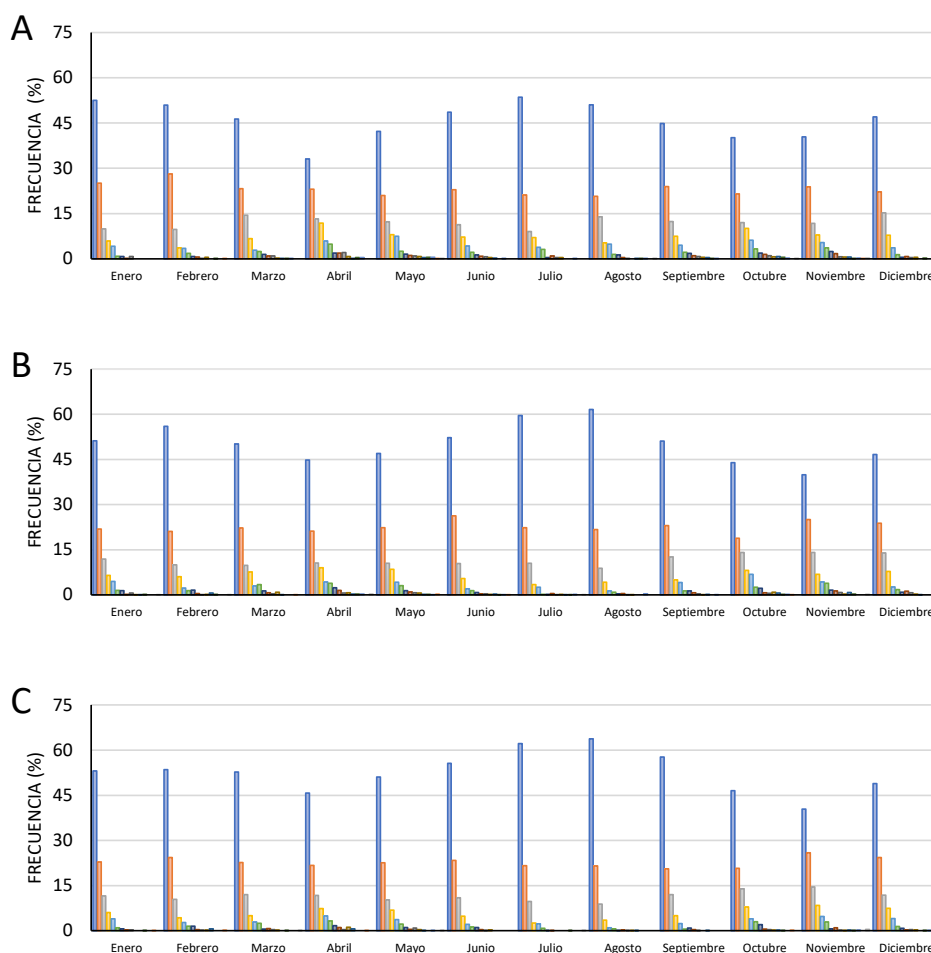 A
FRECUENCIA (%)
75
60
45
30
15
0
Enero Febrero Marzo Abril Mayo Junio Julio Agosto Septiembre Octubre Noviembre Diciembre
B
FRECUENCIA (%)
75
60
45
30
15
0
Enero Febrero Marzo Abril Mayo Junio Julio Agosto Septiembre Octubre Noviembre Diciembre
C
FRECUENCIA (%)
75
60
45
30
15
0
Enero Febrero Marzo Abril Mayo Junio Julio Agosto Septiembre Octubre Noviembre Diciembre